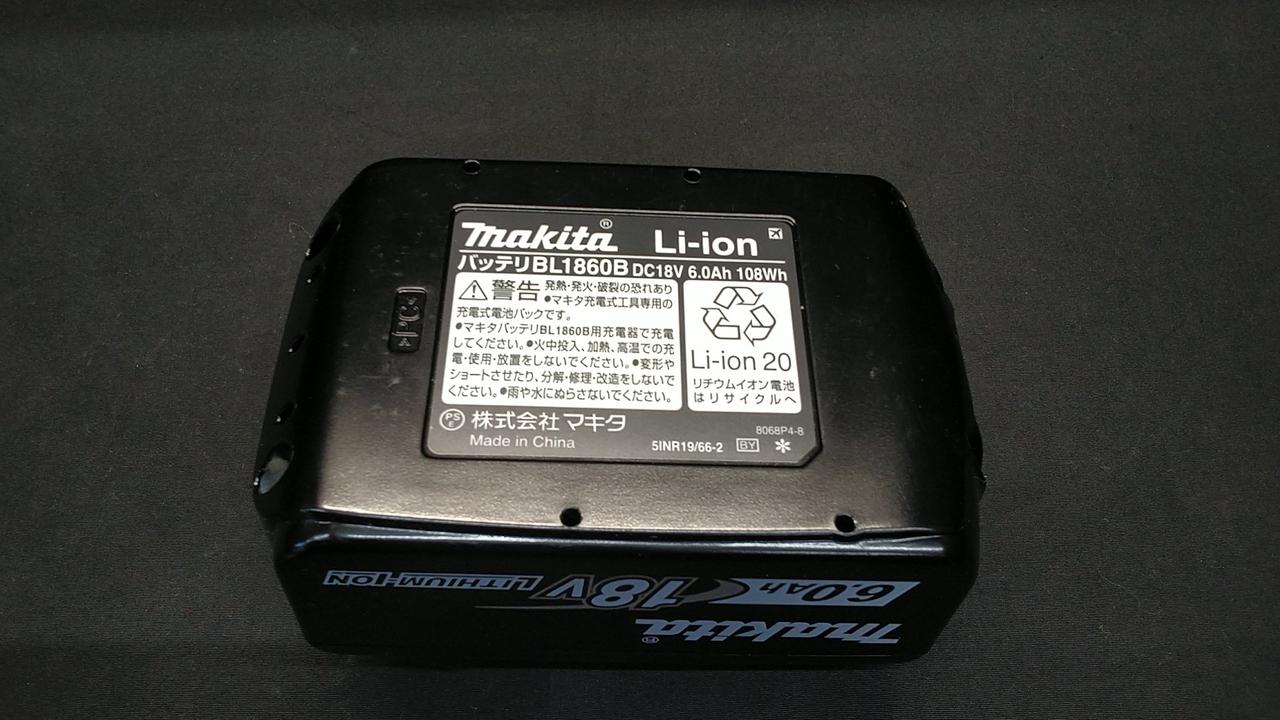 makita® Li-ion
バッテリBL1860B DC18V 6.0Ah 108Wh
警告 発熱・発火・破裂の恐れあり
●マキタ充電式工具専用の
充電式電池パックです。
●マキタバッテリBL1860B用充電器で充電
してください。●火中投入、加熱、高温での充
電・使用・放置をしないでください。●変形や
ショートさせたり、分解・修理・改造をしないで
ください。●雨や水にぬらさないでください。
Li-ion 20
リチウムイオン電池
はリサイクルへ
PSE 株式会社マキタ
8068P4-8
Made in China
5INR19/66-2 BY ＊
>PC<
6.0Ah 18V LITHIUM-ION
makita®